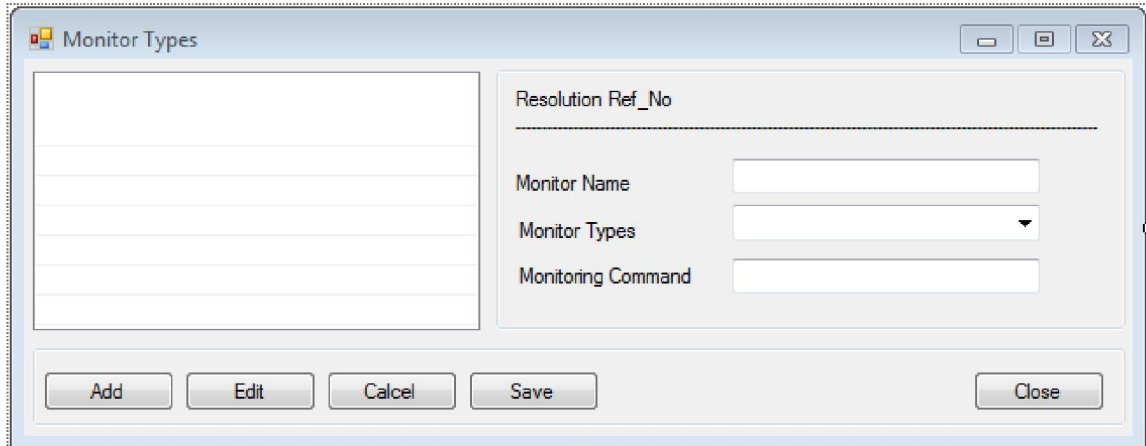 Monitor Types
Resolution Ref_No
Monitor Name
Monitor Types
Monitoring Command
Add Edit Calcel Save Close